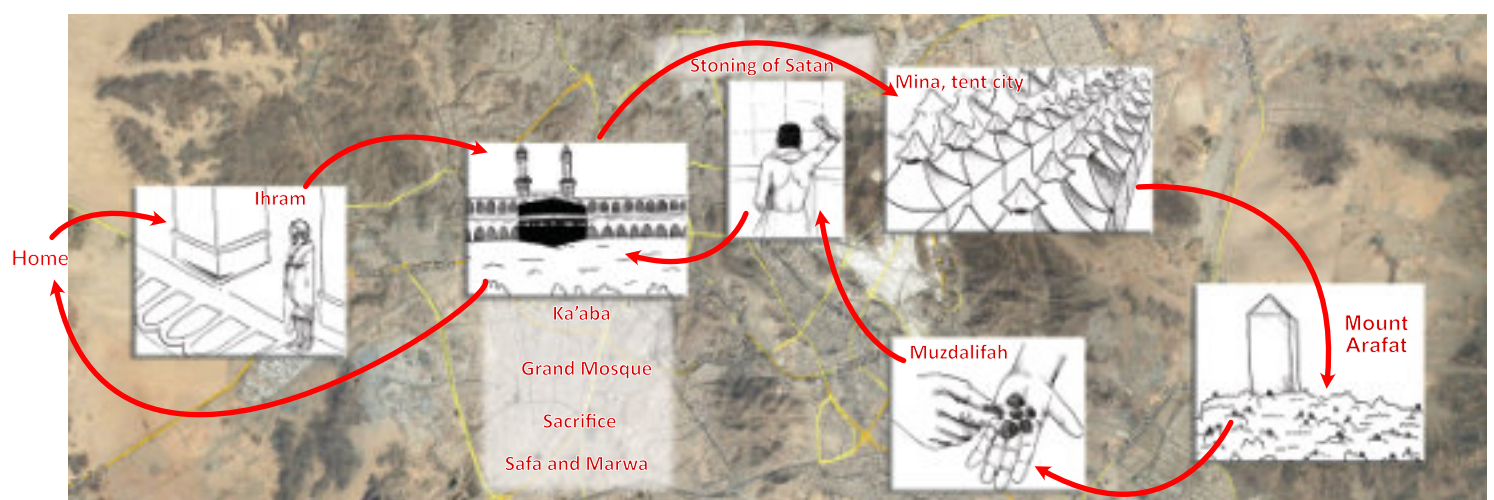 Stoning of Satan
Mina, tent city
Ihram
Home
Ka’aba
Grand Mosque
Sacrifice
Safa and Marwa
Muzdalifah
Mount
Arafat